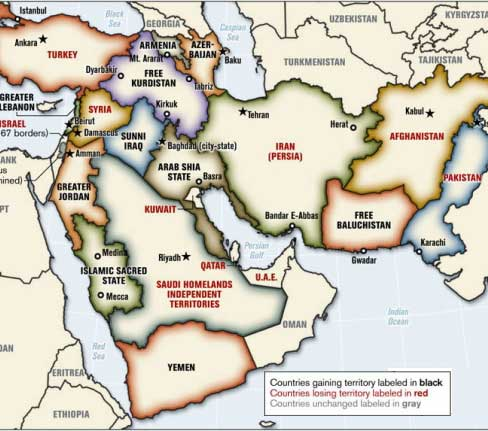 Istanbul
Black
Sea
GEORGIA
Caspian
Sea
UZBEKISTAN
KYRGYZSTAN
Ankara
TURKEY
ARMENIA
Mt. Ararat
AZER-
BAIJAN
Baku
TURKMENISTAN
TAJIKISTAN
Dyarbakir
FREE
KURDISTAN
Tabriz
GREATER
LEBANON
SYRIA
Kirkuk
Tehran
Kabul
ISRAEL
67 borders)
Beirut
Damascus
SUNNI
IRAQ
Baghdad (city-state)
Herat
AFGHANISTAN
IRAN
(PERSIA)
BANK
us
mined)
Amman
ARAB SHIA
STATE
Basra
PAKISTAN
GREATER
JORDAN
KUWAIT
Bandar E-Abbas
FREE
BALUCHISTAN
PT
Medina
Riyadh
Persian
Gulf
Karachi
Gwadar
ISLAMIC SACRED
STATE
QATAR
U.A.E.
Mecca
SAUDI HOMELANDS
INDEPENDENT
TERRITORIES
OMAN
Indian
Ocean
Red
Sea
DAN
YEMEN
ERITREA
ETHIOPIA
Countries gaining territory labeled in black
Countries losing territory labeled in red
Countries unchanged labeled in gray